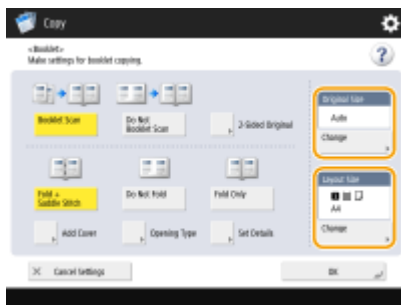 Copy
<Booklet>
Make settings for booklet copying.
Booklet Scan
Do Not
Booklet Scan
2-Sided Original
Original Size
Auto
Change
Fold +
Saddle Stitch
Do Not Fold
Fold Only
Add Cover
Opening Type
Set Details
Layout Size
A4
Change
Cancel Settings
OK